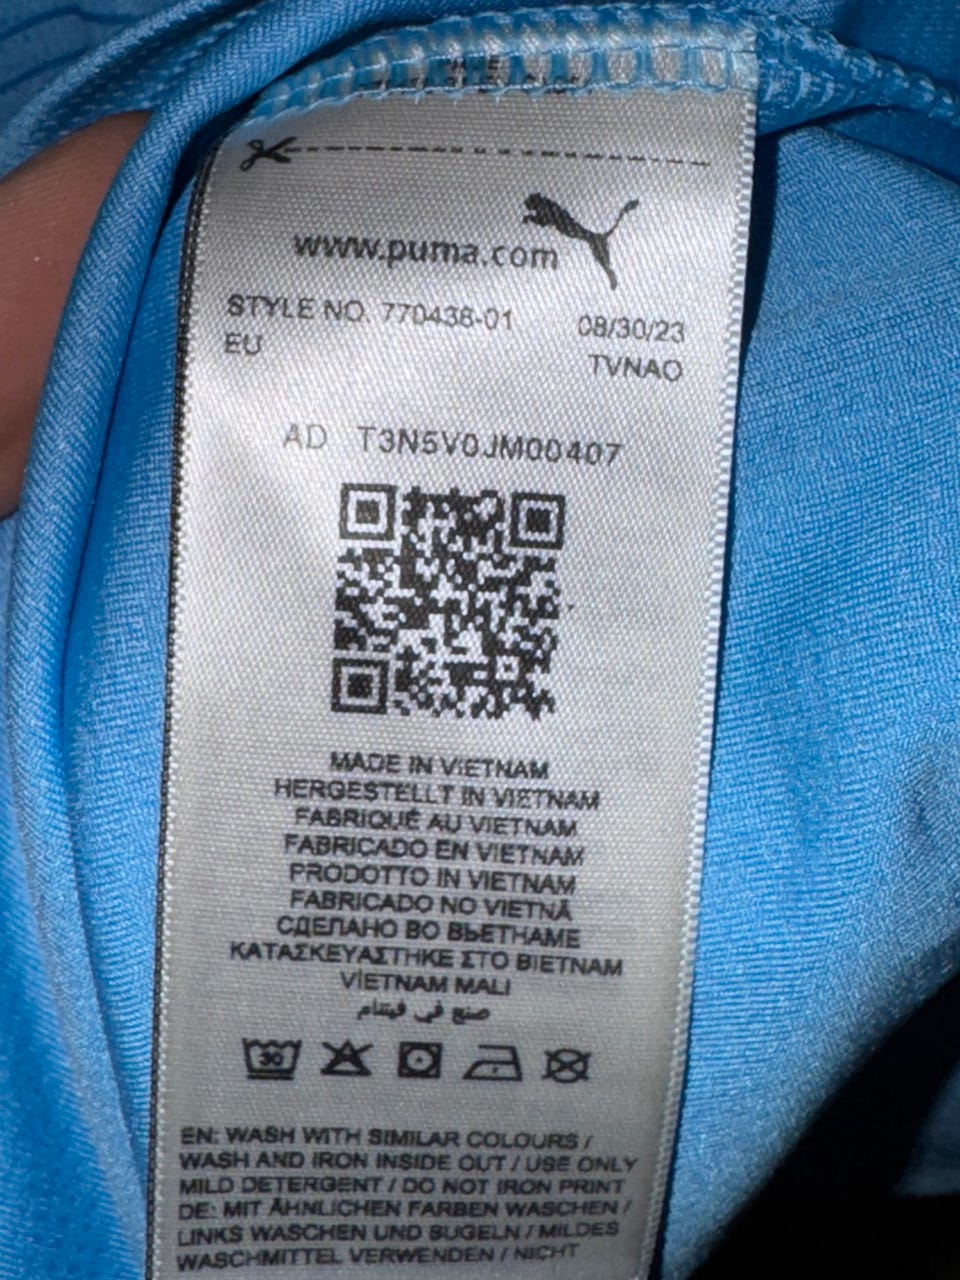 www.puma.com
STYLE NO. 770436-01 08/30/23
EU TVNAO
AD T3N5V0JM00407
MADE IN VIETNAM
HERGESTELLT IN VIETNAM
FABRIQUÉ AU VIETNAM
FABRICADO EN VIETNAM
PRODOTTO IN VIETNAM
FABRICADO NO VIETNÃ
СДЕЛАНО ВО ВЬЕТНАМЕ
ΚΑΤΑΣΚΕΥΑΣΤΗΚΕ ΣΤΟ ΒΙΕΤΝΑΜ
VİETNAM MALI
صنع في فيتنام
30
EN: WASH WITH SIMILAR COLOURS /
WASH AND IRON INSIDE OUT / USE ONLY
MILD DETERGENT / DO NOT IRON PRINT
DE: MIT ÄHNLICHEN FARBEN WASCHEN /
LINKS WASCHEN UND BÜGELN / MILDES
WASCHMITTEL VERWENDEN / NICHT